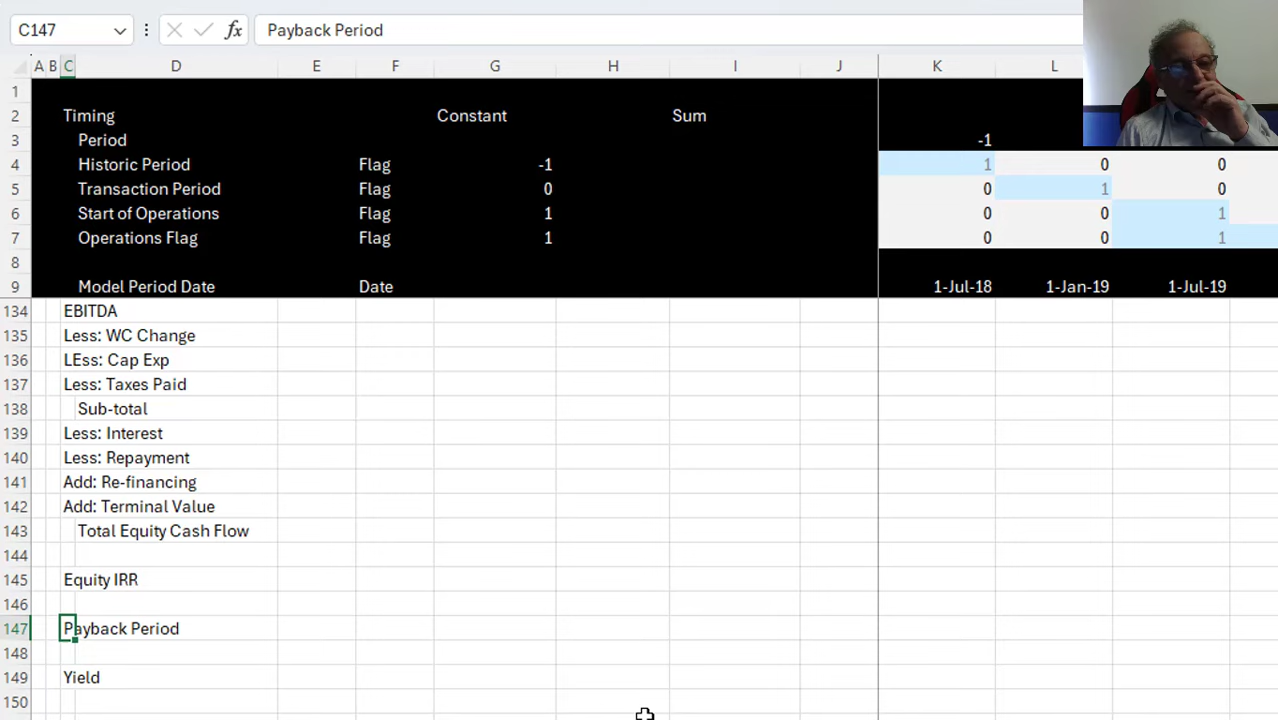 C147 fx Payback Period
A B C D E F G H I J K L
1
2 Timing Constant Sum
3 Period -1
4 Historic Period Flag -1 1 0 0
5 Transaction Period Flag 0 0 1 0
6 Start of Operations Flag 1 0 0 1
7 Operations Flag Flag 1 0 0 1
8
9 Model Period Date Date 1-Jul-18 1-Jan-19 1-Jul-19
134 EBITDA
135 Less: WC Change
136 LEss: Cap Exp
137 Less: Taxes Paid
138 Sub-total
139 Less: Interest
140 Less: Repayment
141 Add: Re-financing
142 Add: Terminal Value
143 Total Equity Cash Flow
144
145 Equity IRR
146
147 Payback Period
148
149 Yield
150